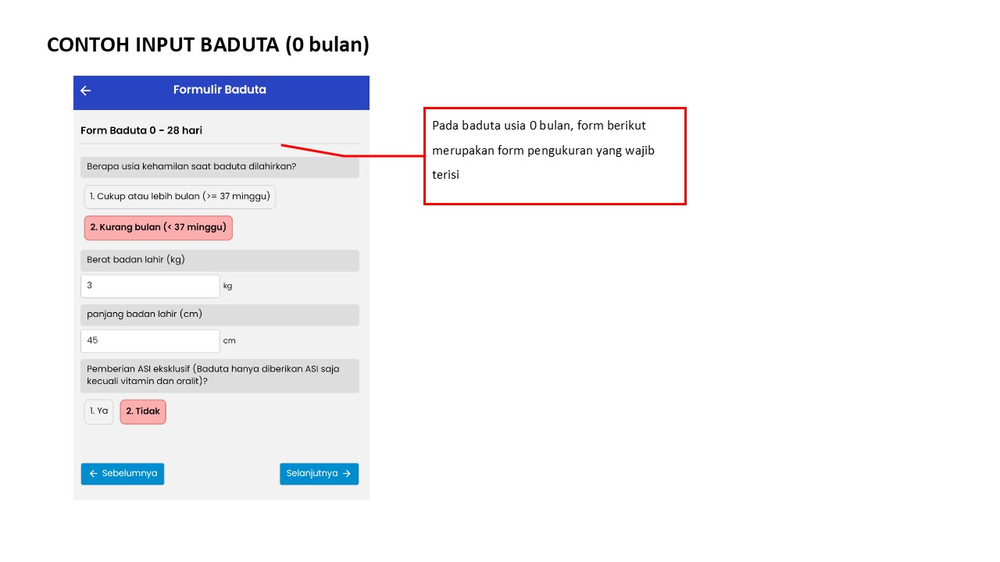 CONTOH INPUT BADUTA (0 bulan)
Formulir Baduta
Form Baduta 0 - 28 hari
Berapa usia kehamilan saat baduta dilahirkan?
1. Cukup atau lebih bulan (>= 37 minggu)
2. Kurang bulan (< 37 minggu)
Berat badan lahir (kg)
3 kg
panjang badan lahir (cm)
45 cm
Pemberian ASI eksklusif (Baduta hanya diberikan ASI saja
kecuali vitamin dan oralit)?
1. Ya 2. Tidak
← Sebelumnya Selanjutnya →
Pada baduta usia 0 bulan, form berikut
merupakan form pengukuran yang wajib
terisi